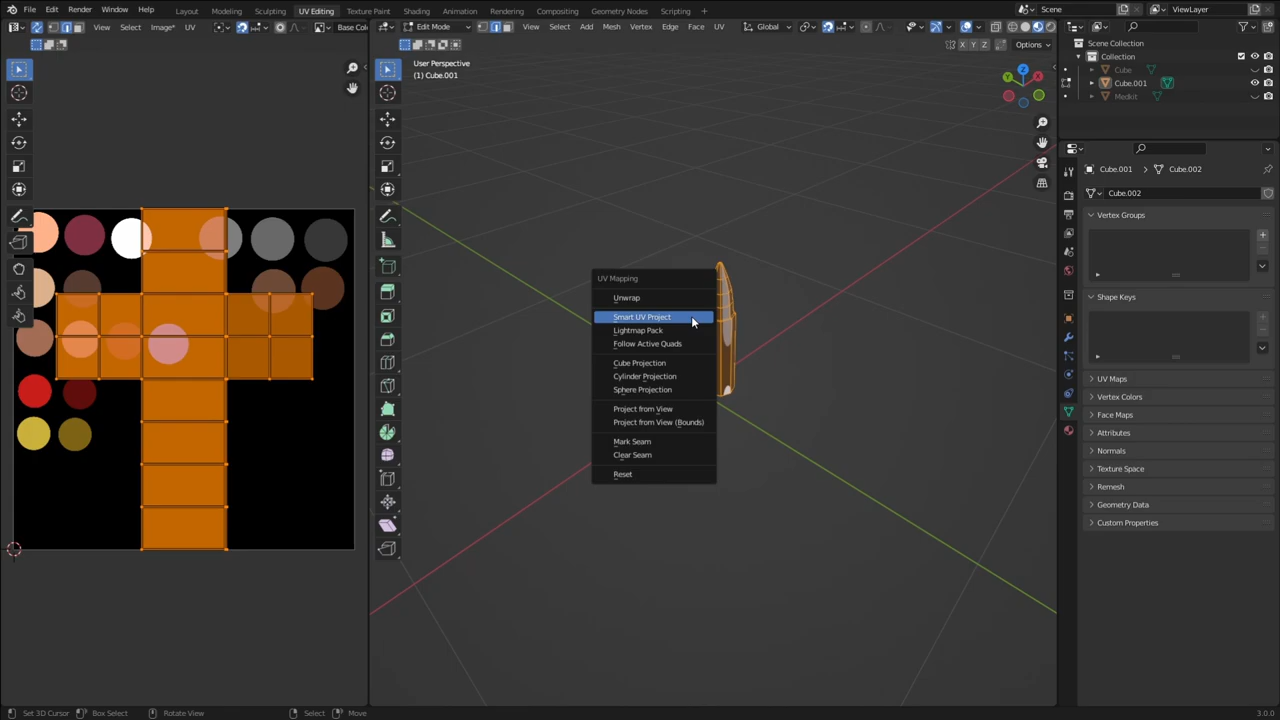 File Edit Render Window Help Layout Modeling Sculpting UV Editing Texture Paint Shading Animation Rendering Compositing Geometry Nodes Scripting + Scene ViewLayer
View Select Image* UV Base Col Edit Mode View Select Add Mesh Vertex Edge Face UV Global
X Y Z Options
User Perspective
(1) Cube.001
Scene Collection
Collection
Cube
Cube.001
Medkit
Z
Y
X
Cube.001 > Cube.002
Cube.002
Vertex Groups
Shape Keys
UV Maps
Vertex Colors
Face Maps
Attributes
Normals
Texture Space
Remesh
Geometry Data
Custom Properties
UV Mapping
Unwrap
Smart UV Project
Lightmap Pack
Follow Active Quads
Cube Projection
Cylinder Projection
Sphere Projection
Project from View
Project from View (Bounds)
Mark Seam
Clear Seam
Reset
Set 3D Cursor Box Select Rotate View Select Move 3.0.0